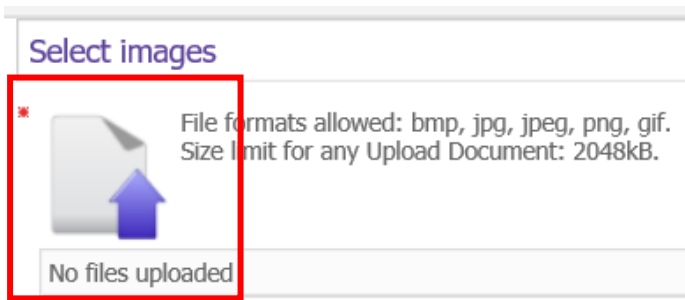 Select images
File formats allowed: bmp, jpg, jpeg, png, gif.
Size limit for any Upload Document: 2048kB.
No files uploaded